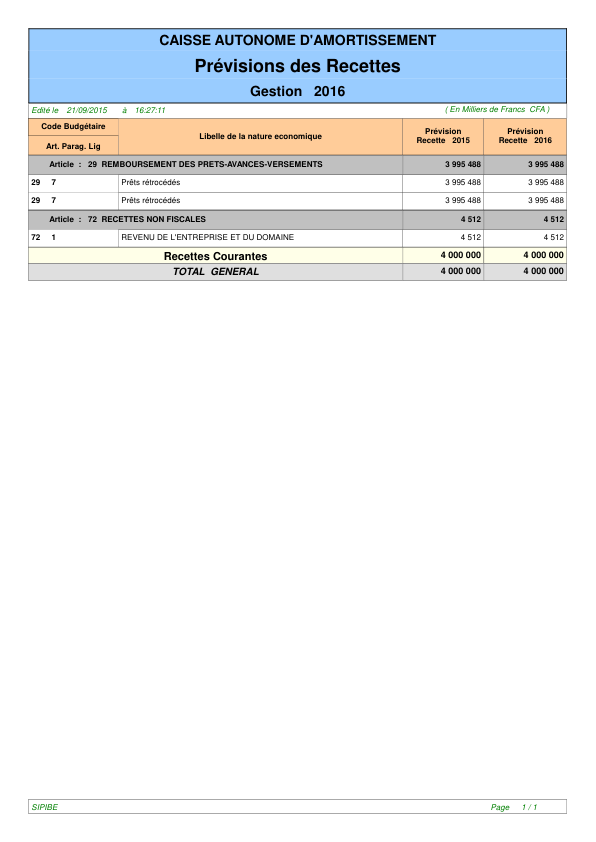 CAISSE AUTONOME D'AMORTISSEMENT
Prévisions des Recettes
Gestion 2016
Edité le 21/09/2015 à 16:27:11 ( En Milliers de Francs CFA )
Code Budgétaire
Art. Parag. Lig
Libelle de la nature economique
Prévision
Recette 2015
Prévision
Recette 2016
Article : 29 REMBOURSEMENT DES PRETS-AVANCES-VERSEMENTS 3 995 488 3 995 488
29 7 Prêts rétrocédés 3 995 488 3 995 488
29 7 Prêts rétrocédés 3 995 488 3 995 488
Article : 72 RECETTES NON FISCALES 4 512 4 512
72 1 REVENU DE L'ENTREPRISE ET DU DOMAINE 4 512 4 512
Recettes Courantes 4 000 000 4 000 000
TOTAL GENERAL 4 000 000 4 000 000
SIPIBE Page 1 / 1